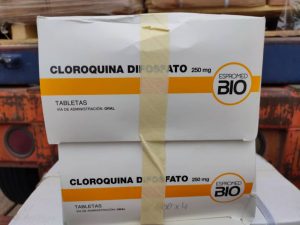 CLOROQUINA DIFOSFATO 250 mg
ESPROMED
BIO
TABLETAS
VÍA DE ADMINISTRACIÓN: ORAL
CLOROQUINA DIFOSFATO 250 mg
ESPROMED
BIO
TABLETAS
VÍA DE ADMINISTRACIÓN: ORAL